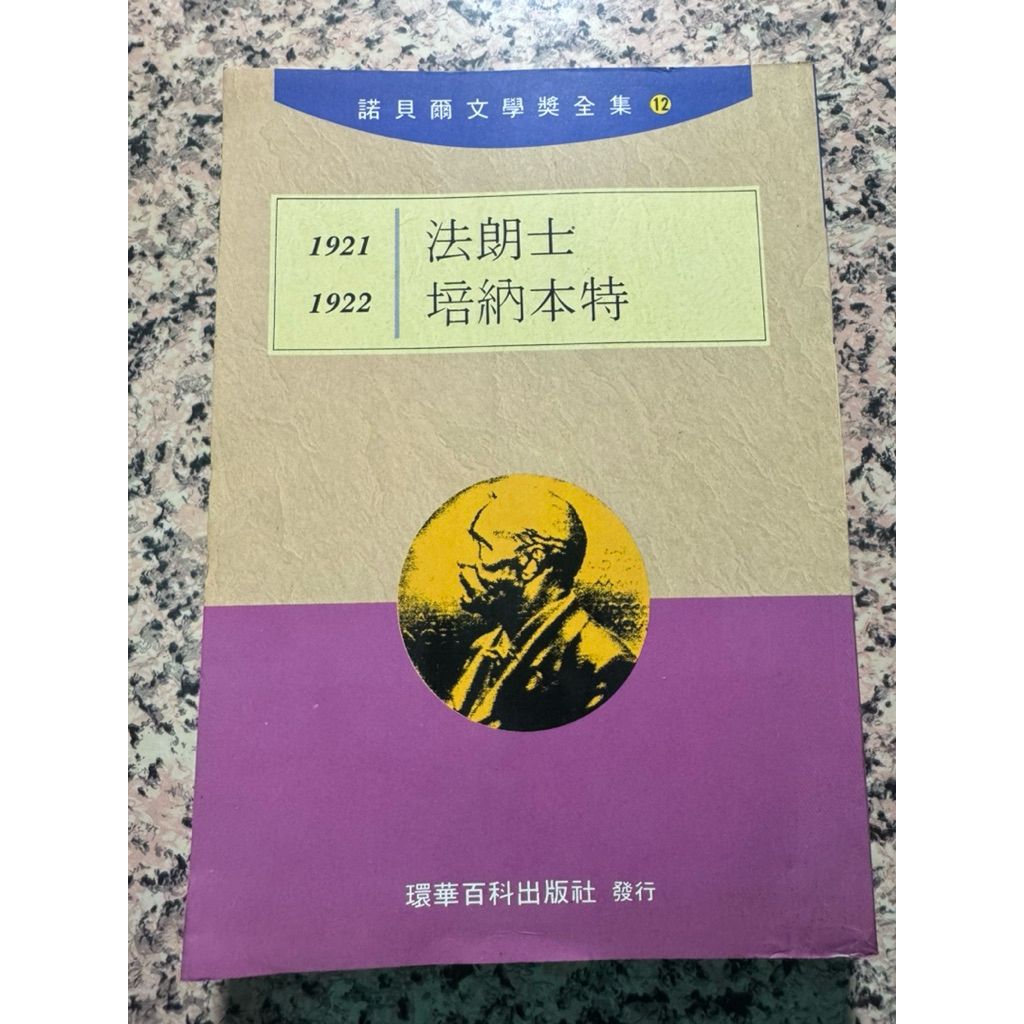 諾貝爾文學獎全集 12
1921 法朗士
1922 培納本特
環華百科出版社 發行